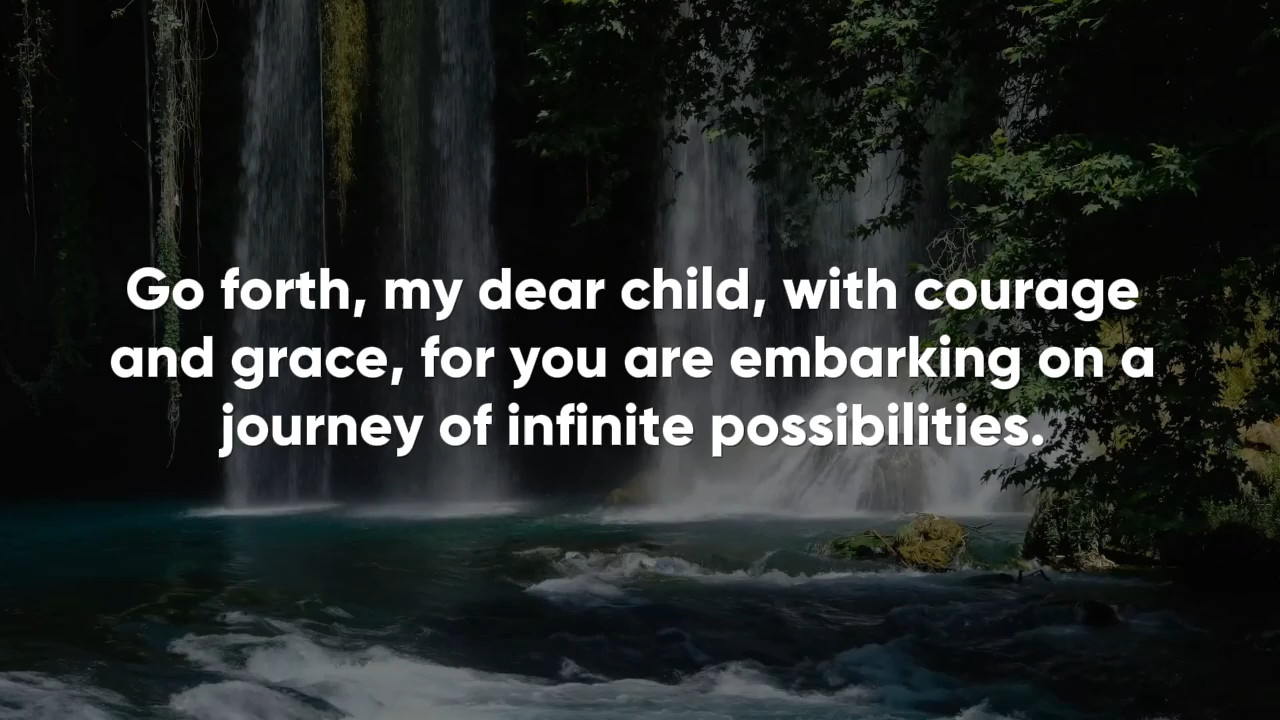 Go forth, my dear child, with courage
and grace, for you are embarking on a
journey of infinite possibilities.